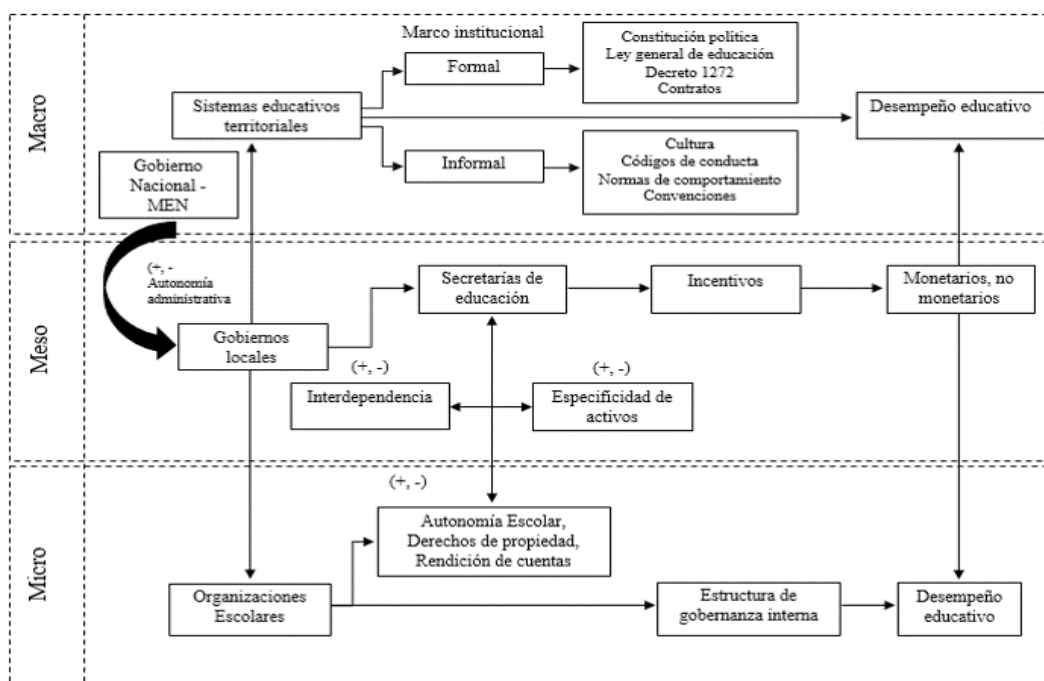 Macro
Marco institucional
Formal
Constitución política
Ley general de educación
Decreto 1272
Contratos
Sistemas educativos
territoriales
Desempeño educativo
Informal
Cultura
Códigos de conducta
Normas de comportamiento
Convenciones
Gobierno
Nacional -
MEN
Meso
(+, -
Autonomía
administrativa
Gobiernos
locales
Secretarías de
educación
Incentivos
Monetarios, no
monetarios
(+, -)
Interdependencia
(+, -)
Especificidad de
activos
Micro
(+, -)
Autonomía Escolar,
Derechos de propiedad,
Rendición de cuentas
Organizaciones
Escolares
Estructura de
gobernanza interna
Desempeño
educativo